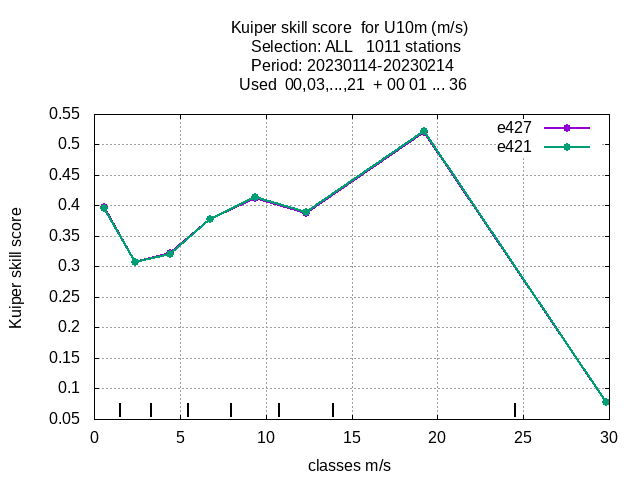 Kuiper skill score  for U10m (m/s)
Selection: ALL   1011 stations
Period: 20230114-20230214
Used  00,03,...,21  + 00 01 ... 36
e427
e421
0.55
0.5
0.45
0.4
0.35
0.3
0.25
0.2
0.15
0.1
0.05
Kuiper skill score
0 5 10 15 20 25 30
classes m/s